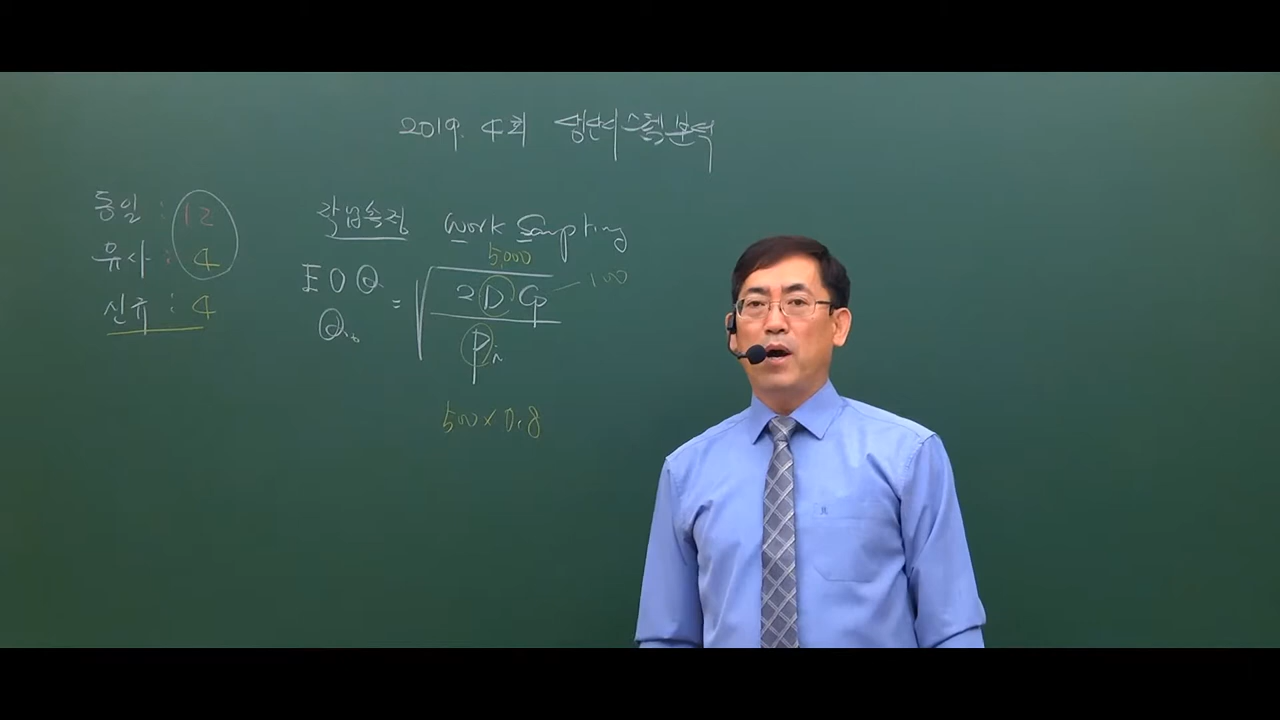 2019. 4회 생산시스템분석
동일 : 12
유사 : 4
신규 : 4
작업측정 Work Sampling
5,000
EOQ
Q₀ = √ 2DCp 100
Pi
500 × 0.8